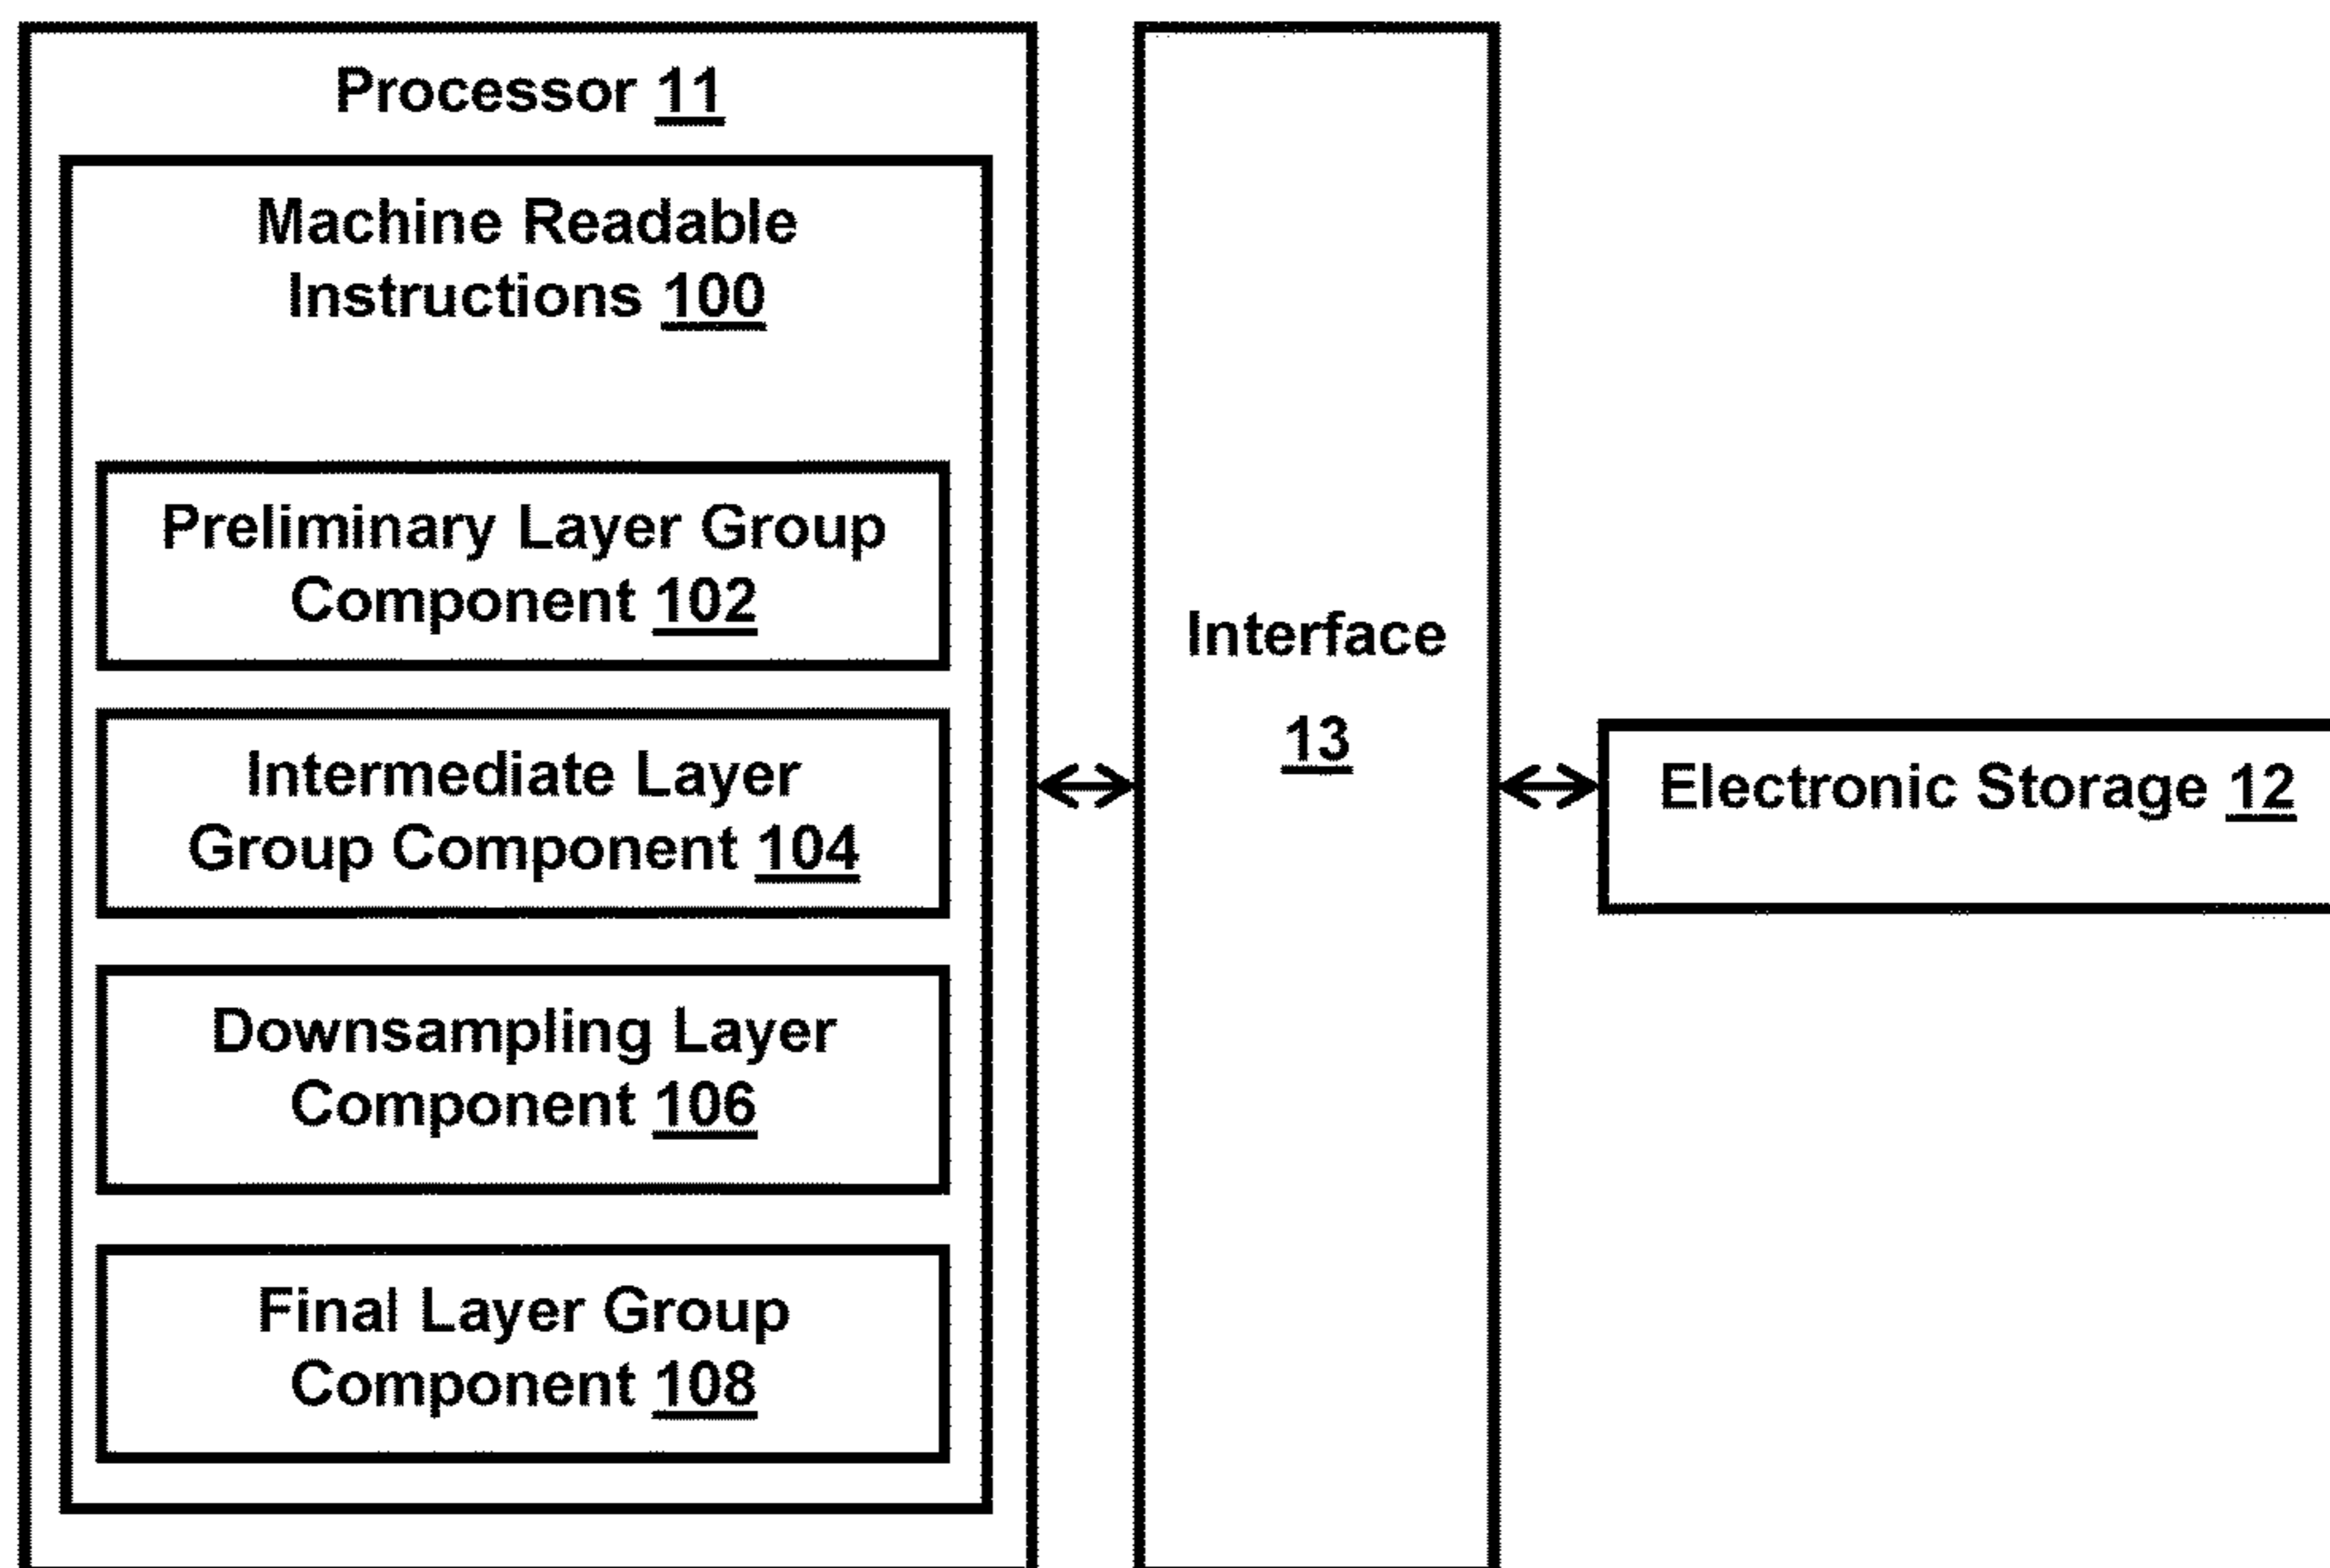 Processor 11
Machine Readable
Instructions 100
Preliminary Layer Group
Component 102
Intermediate Layer
Group Component 104
Downsampling Layer
Component 106
Final Layer Group
Component 108
Interface
13
Electronic Storage 12